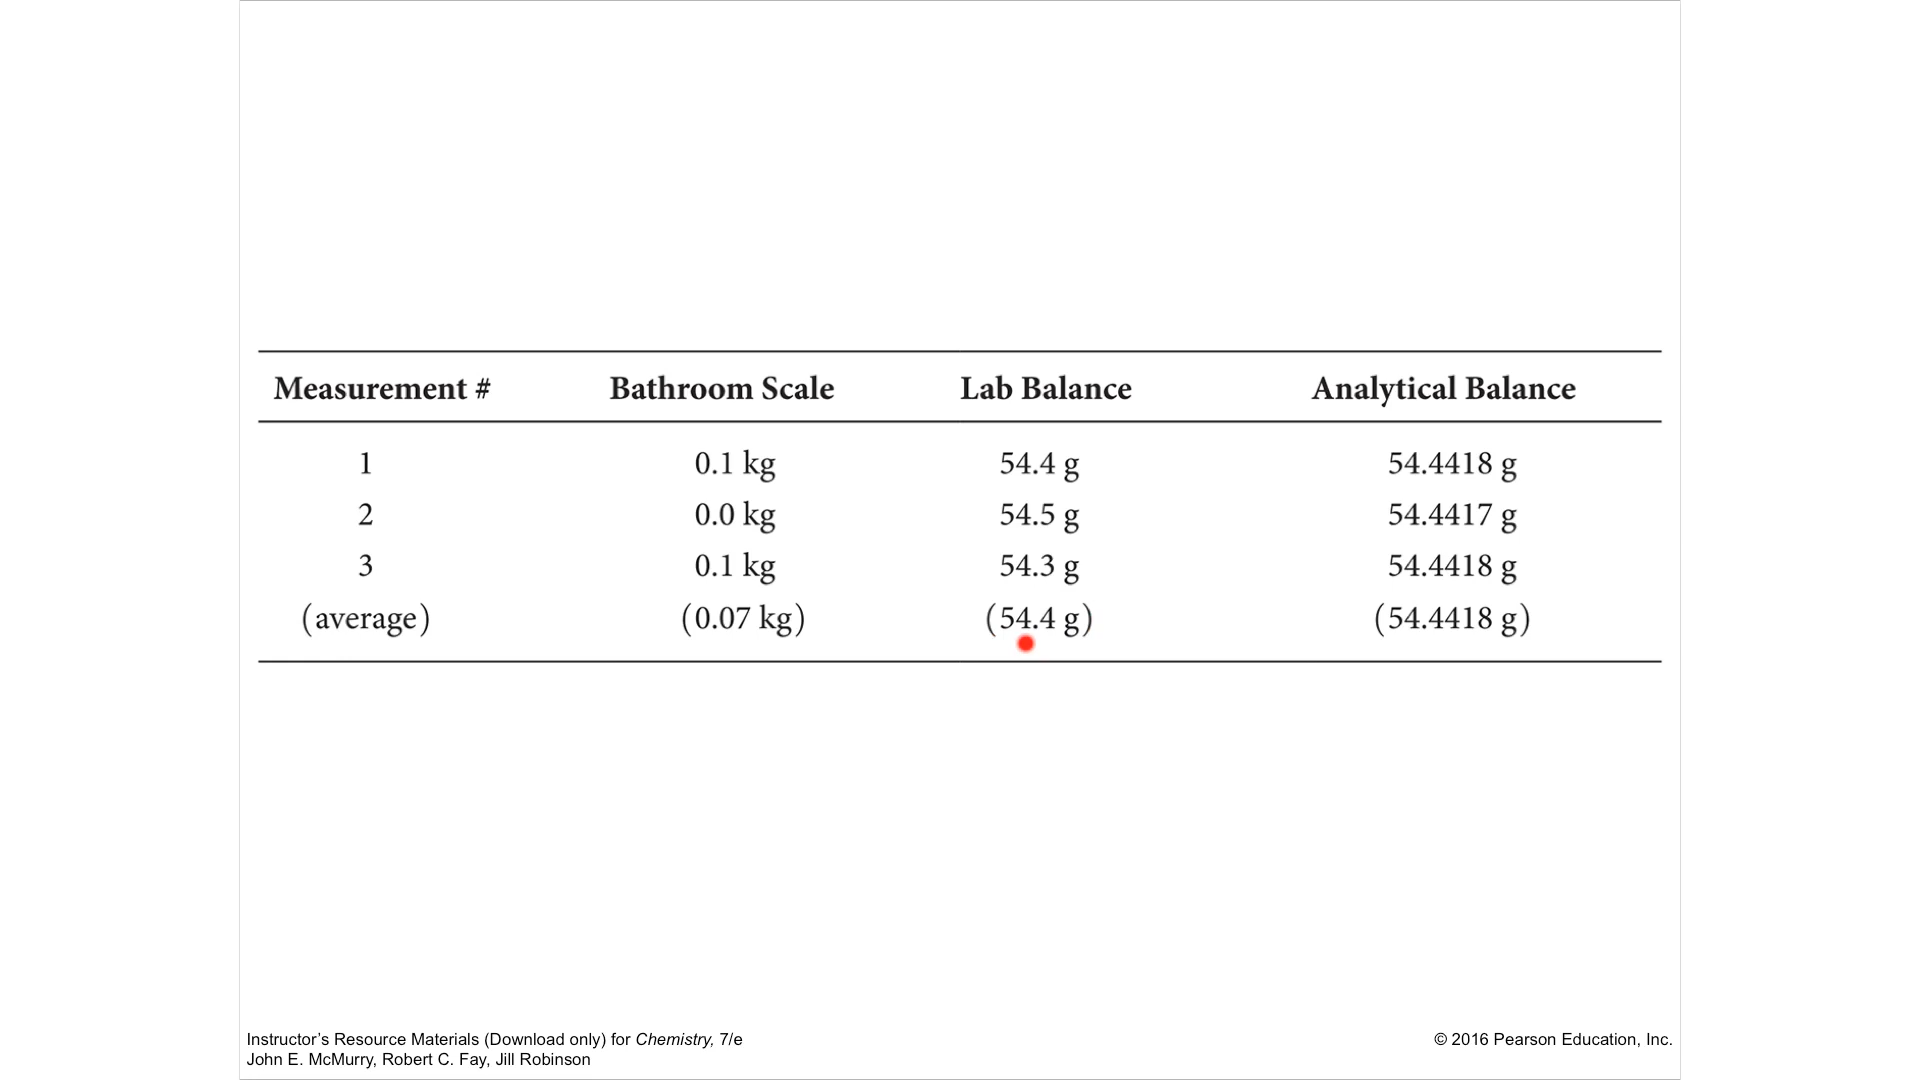 Measurement # Bathroom Scale Lab Balance Analytical Balance
1 0.1 kg 54.4 g 54.4418 g
2 0.0 kg 54.5 g 54.4417 g
3 0.1 kg 54.3 g 54.4418 g
(average) (0.07 kg) (54.4 g) (54.4418 g)
Instructor’s Resource Materials (Download only) for Chemistry, 7/e © 2016 Pearson Education, Inc.
John E. McMurry, Robert C. Fay, Jill Robinson